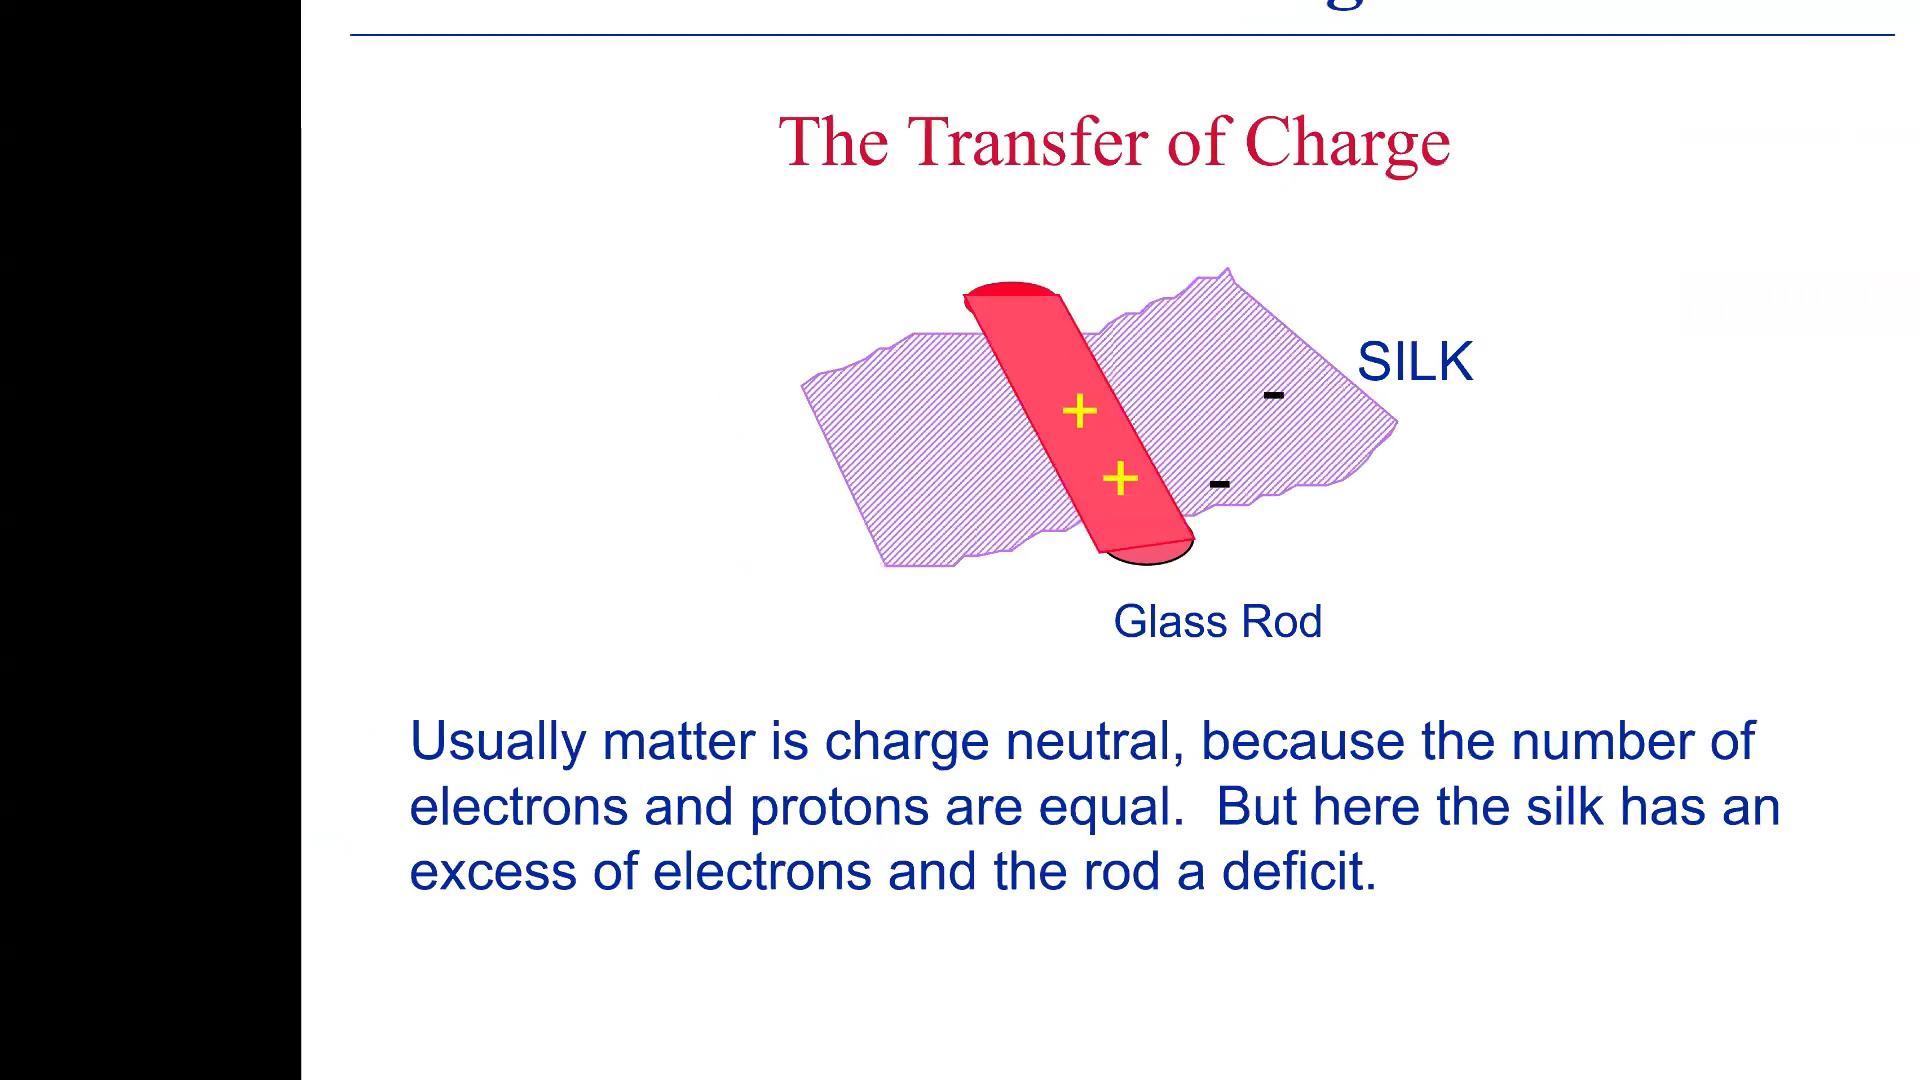 The Transfer of Charge
SILK
+
-
+
-
Glass Rod
Usually matter is charge neutral, because the number of
electrons and protons are equal.  But here the silk has an
excess of electrons and the rod a deficit.